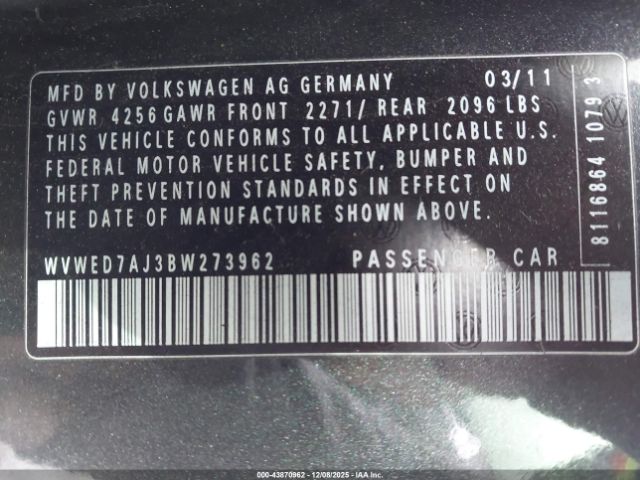 MFD BY VOLKSWAGEN AG GERMANY 03/11
GVWR 4256 GAWR FRONT 2271/ REAR 2096 LBS
THIS VEHICLE CONFORMS TO ALL APPLICABLE U.S.
FEDERAL MOTOR VEHICLE SAFETY, BUMPER AND
THEFT PREVENTION STANDARDS IN EFFECT ON
THE DATE OF MANUFACTURE SHOWN ABOVE.
WVWED7AJ3BW273962 PASSENGER CAR
8116864 1079 3
000-43870962 - 12/08/2025 - IAA, Inc.